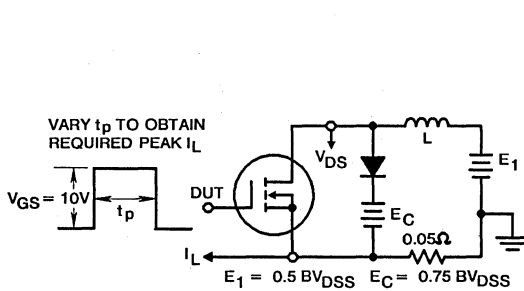 VARY tp TO OBTAIN
REQUIRED PEAK IL
VGS = 10V
tp
DUT
VDS
L
E1
EC
0.05Ω
IL
E1 = 0.5 BVDSS EC = 0.75 BVDSS